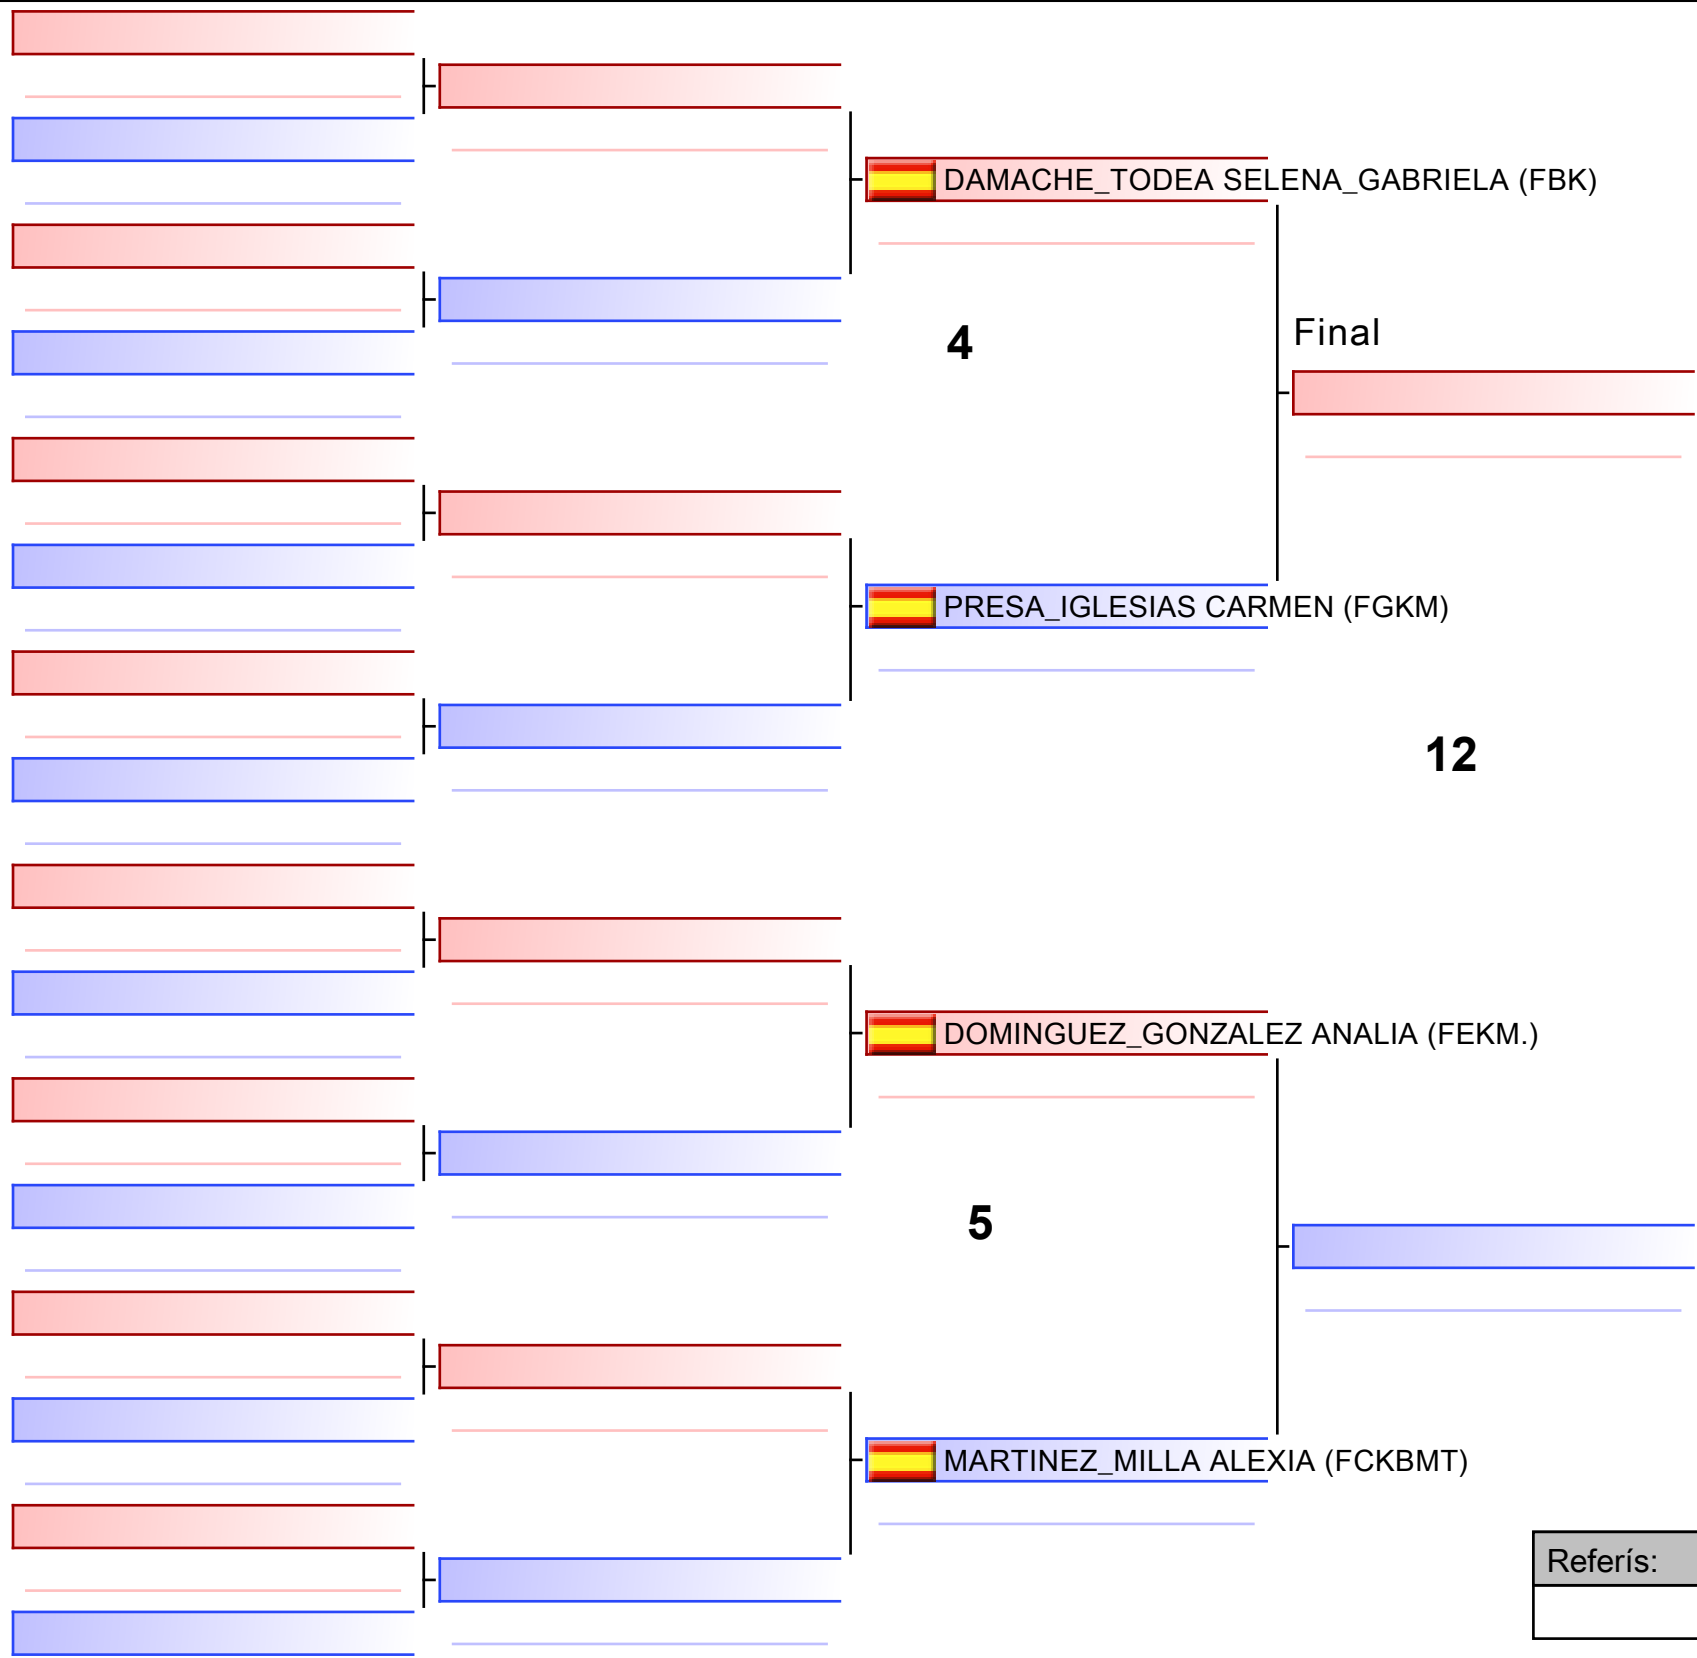 DAMACHE_TODEA SELENA_GABRIELA (FBK)
4
Final
PRESA_IGLESIAS CARMEN (FGKM)
12
DOMINGUEZ_GONZALEZ ANALIA (FEKM.)
5
MARTINEZ_MILLA ALEXIA (FCKBMT)
Referís: